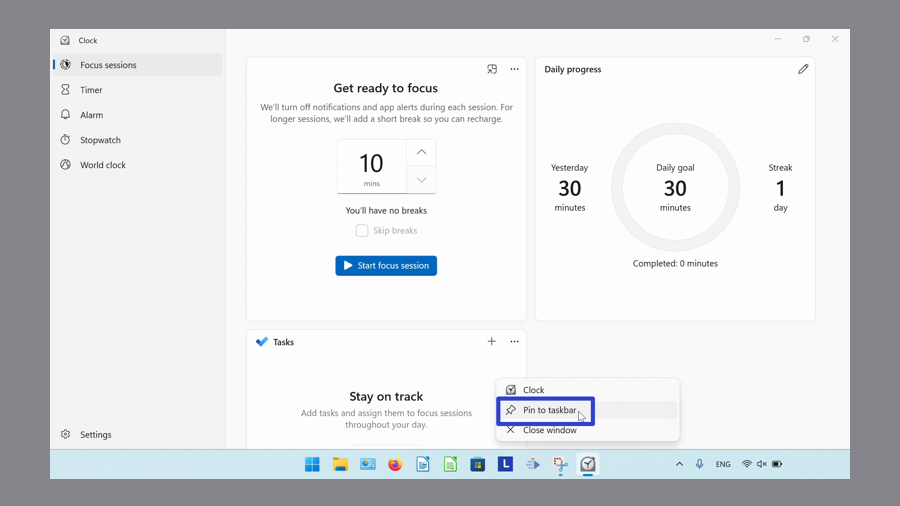 Clock
Focus sessions
Timer
Alarm
Stopwatch
World clock
Settings
Get ready to focus
We'll turn off notifications and app alerts during each session. For
longer sessions, we'll add a short break so you can recharge.
10
mins
You'll have no breaks
Skip breaks
Start focus session
Daily progress
Yesterday
30
minutes
Daily goal
30
minutes
Streak
1
day
Completed: 0 minutes
Tasks
Stay on track
Add tasks and assign them to focus sessions
throughout your day.
Clock
Pin to taskbar
Close window
L
ENG